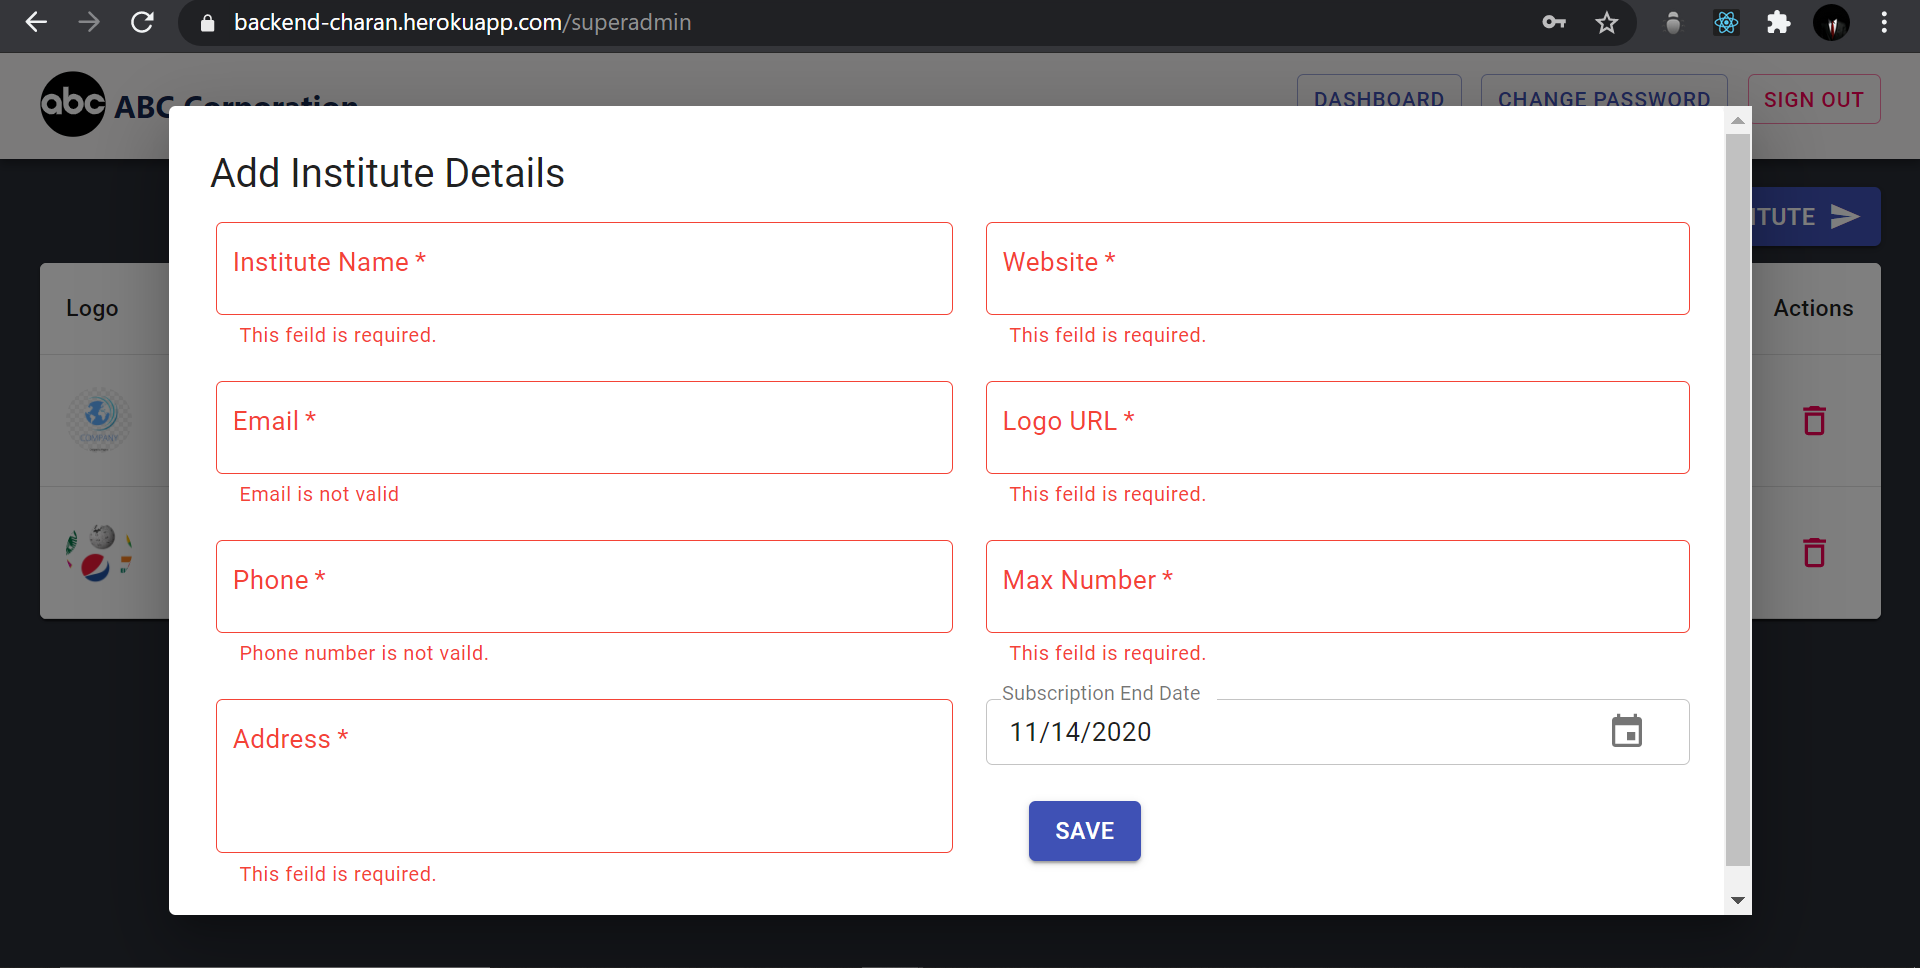 backend-charan.herokuapp.com/superadmin
abc ABC Corporation
DASHBOARD CHANGE PASSWORD SIGN OUT
Add Institute Details
ITUTE
Institute Name *
Website *
Logo
Actions
This feild is required.
This feild is required.
Email *
Logo URL *
COMPANY
Email is not valid
This feild is required.
Phone *
Max Number *
Phone number is not vaild.
This feild is required.
Subscription End Date
Address *
11/14/2020
SAVE
This feild is required.